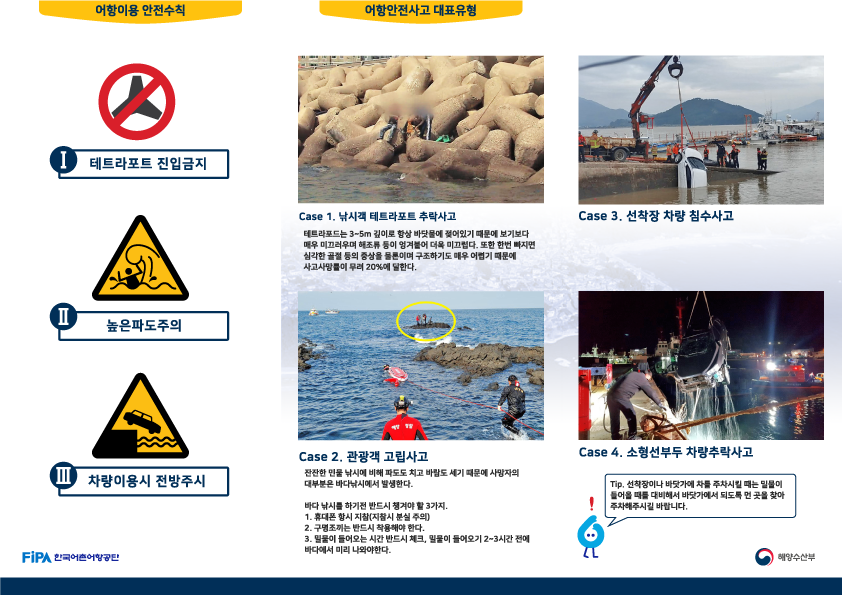 어항이용 안전수칙
어항안전사고 대표유형
Ⅰ 테트라포트 진입금지
Ⅱ 높은파도주의
Ⅲ 차량이용시 전방주시
Case 1. 낚시객 테트라포트 추락사고
테트라포드는 3~5m 깊이로 항상 바닷물에 젖어있기 때문에 보기보다
매우 미끄러우며 해조류 등이 엉겨붙어 더욱 미끄럽다. 또한 한번 빠지면
심각한 골절 등의 중상을 물론이며 구조하기도 매우 어렵기 때문에
사고사망률이 무려 20%에 달한다.
Case 2. 관광객 고립사고
잔잔한 민물 낚시에 비해 파도도 치고 바람도 세기 때문에 사망자의
대부분은 바다낚시에서 발생한다.
바다 낚시를 하기전 반드시 챙겨야 할 3가지.
1. 휴대폰 항시 지참(지참시 분실 주의)
2. 구명조끼는 반드시 착용해야 한다.
3. 밀물이 들어오는 시간 반드시 체크, 밀물이 들어오기 2~3시간 전에
바다에서 미리 나와야한다.
Case 3. 선착장 차량 침수사고
Case 4. 소형선부두 차량추락사고
Tip. 선착장이나 바닷가에 차를 주차시킬 때는 밀물이
들어올 때를 대비해서 바닷가에서 되도록 먼 곳을 찾아
주차해주시길 바랍니다.
FiPA 한국어촌어항공단
해양수산부